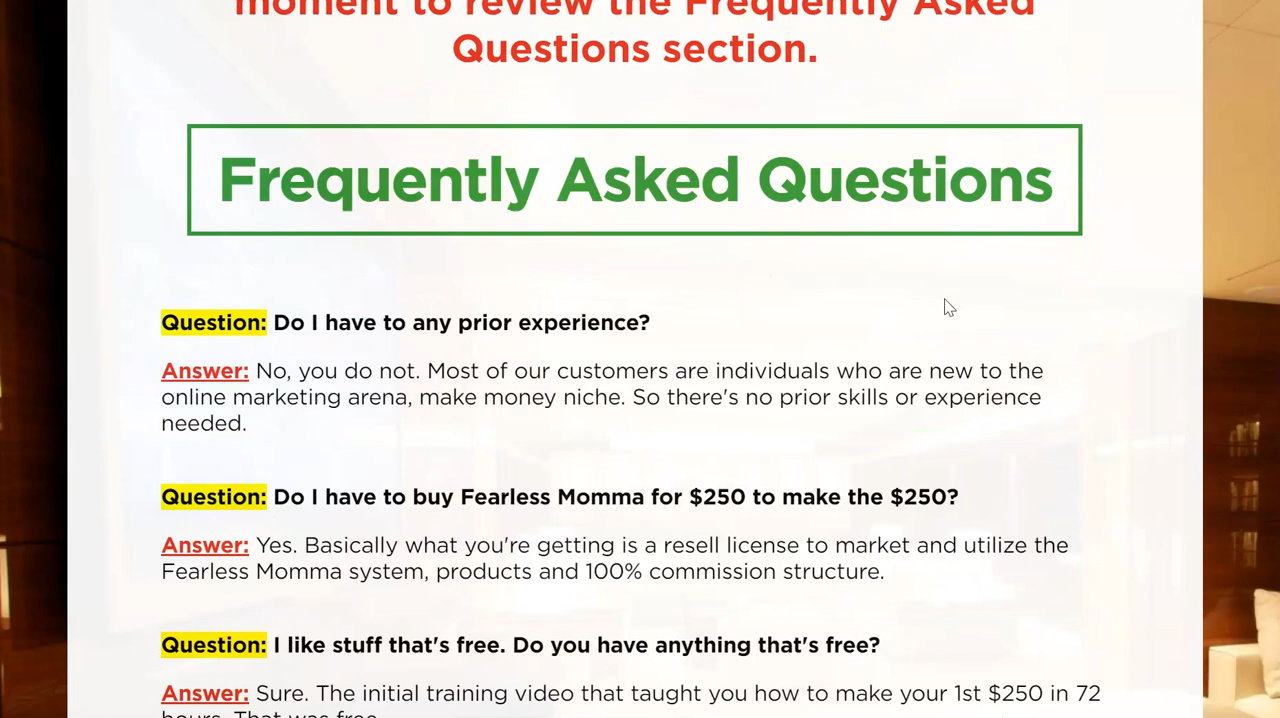 moment to review the Frequently Asked
Questions section.
Frequently Asked Questions
Question: Do I have to any prior experience?
Answer: No, you do not. Most of our customers are individuals who are new to the
online marketing arena, make money niche. So there's no prior skills or experience
needed.
Question: Do I have to buy Fearless Momma for $250 to make the $250?
Answer: Yes. Basically what you're getting is a resell license to market and utilize the
Fearless Momma system, products and 100% commission structure.
Question: I like stuff that's free. Do you have anything that's free?
Answer: Sure. The initial training video that taught you how to make your 1st $250 in 72
hours. That was free